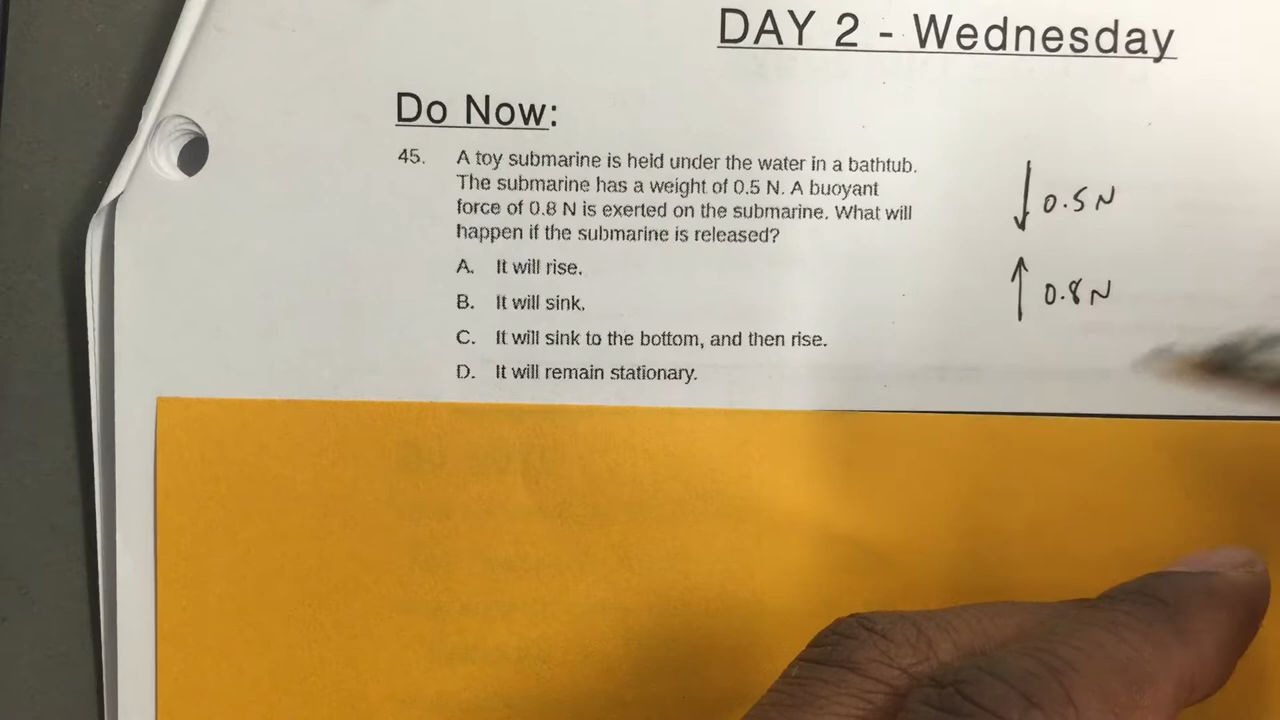 DAY 2 - Wednesday
Do Now:
45. A toy submarine is held under the water in a bathtub.
The submarine has a weight of 0.5 N. A buoyant
force of 0.8 N is exerted on the submarine. What will
happen if the submarine is released?
A. It will rise.
B. It will sink.
C. It will sink to the bottom, and then rise.
D. It will remain stationary.
↓ 0.5 N
↑ 0.8 N